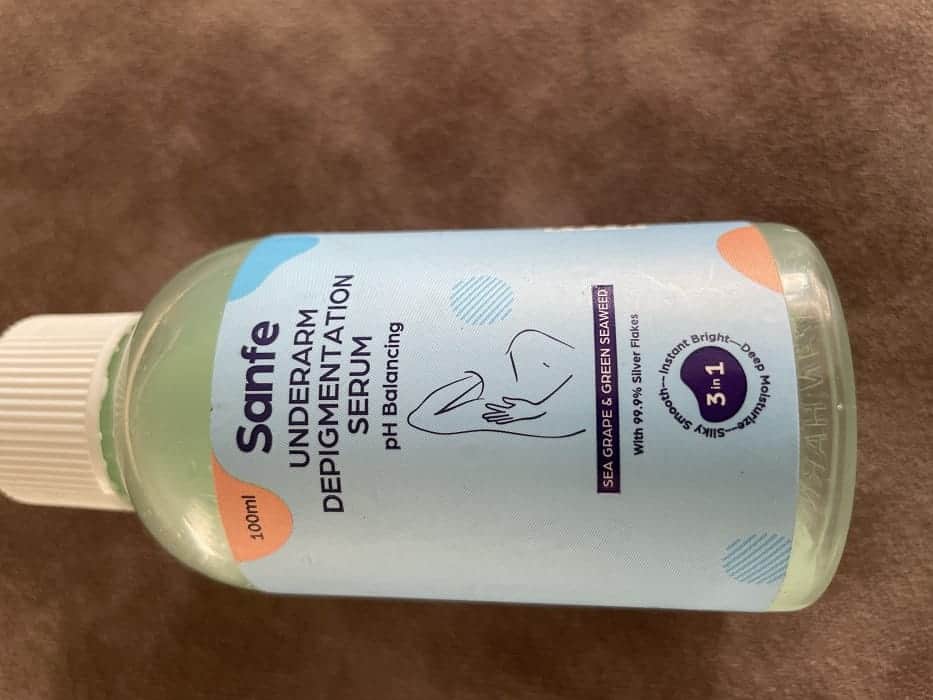 Sanfe
100ml
UNDERARM
DEPIGMENTATION
SERUM
pH Balancing
SEA GRAPE & GREEN SEAWEED
With 99.9% Silver Flakes
Instant Bright—Deep Moisturize—Silky Smooth—
3 in 1